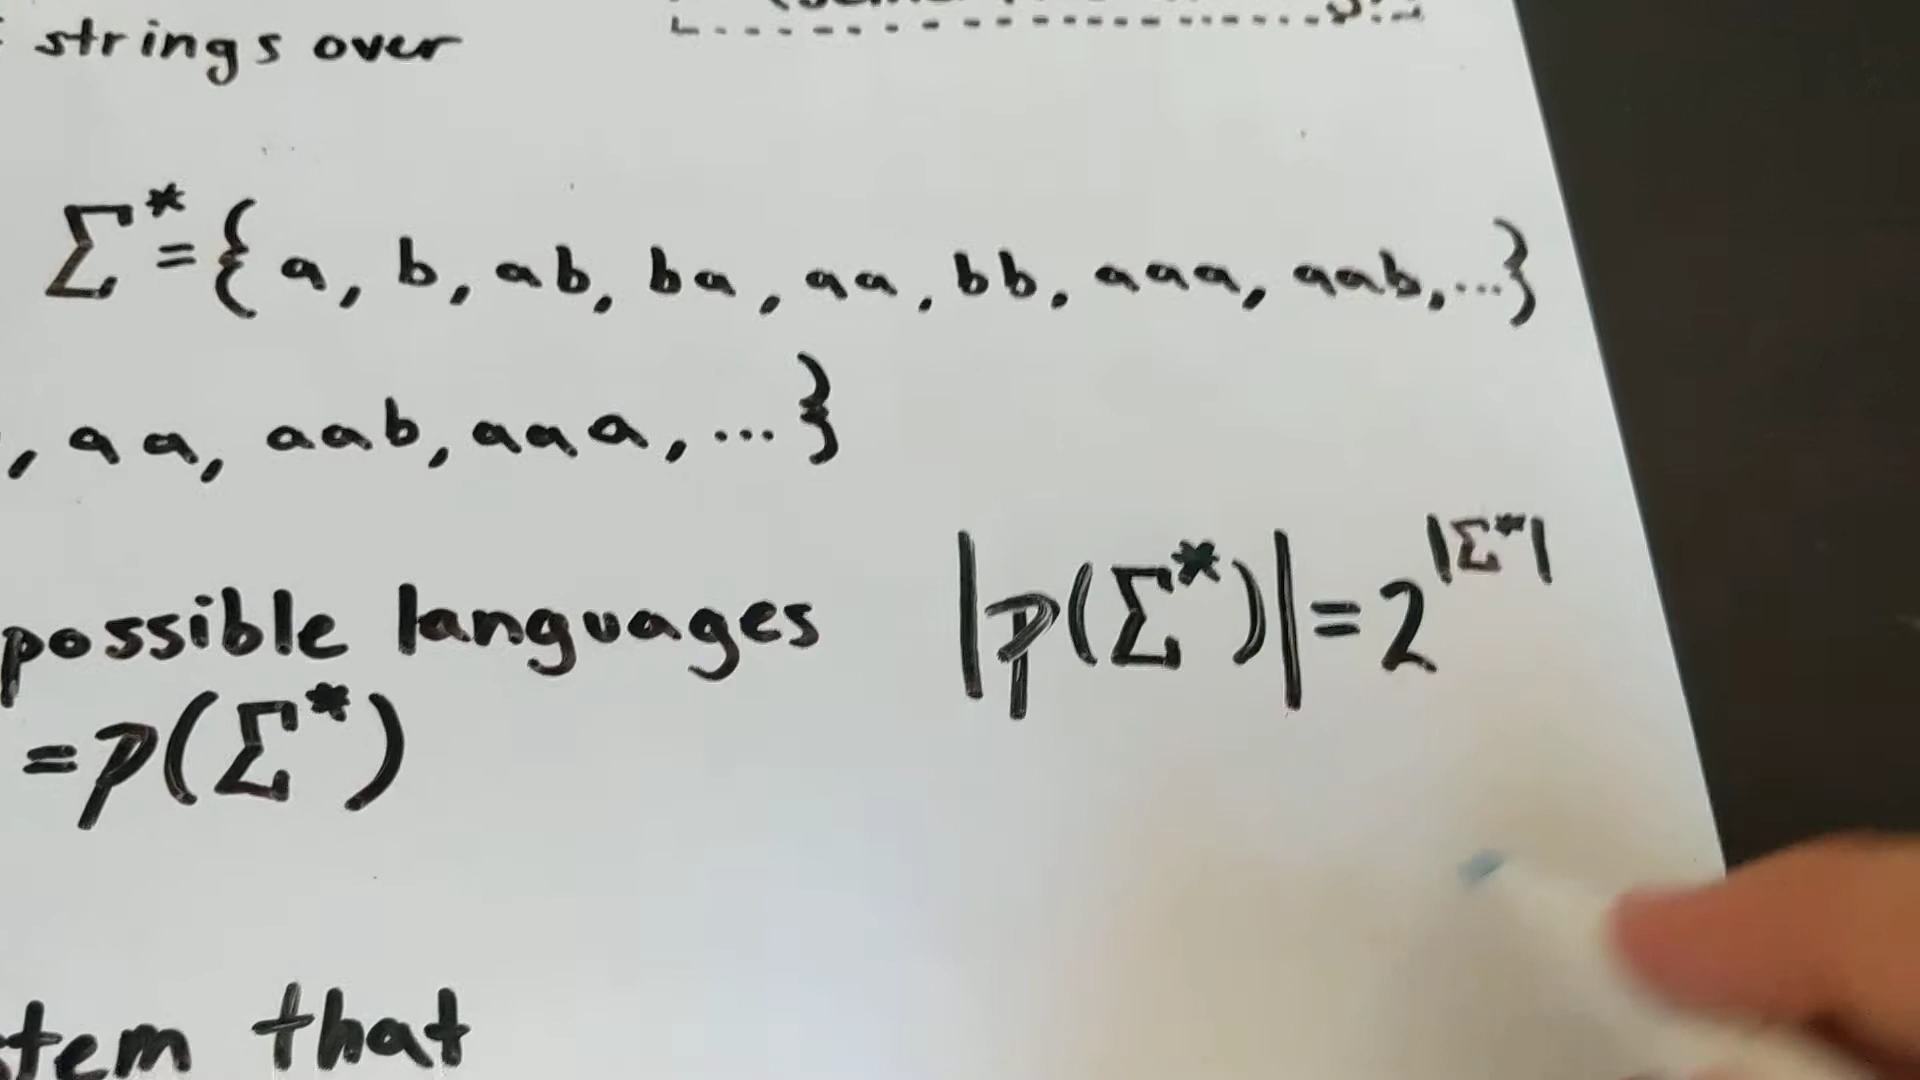 strings over
Σ* = { a, b, ab, ba, aa, bb, aaa, aab, ... }
, aa, aab, aaa, ... }
possible languages
|P(Σ*)| = 2^|Σ*|
= P(Σ*)
tem that